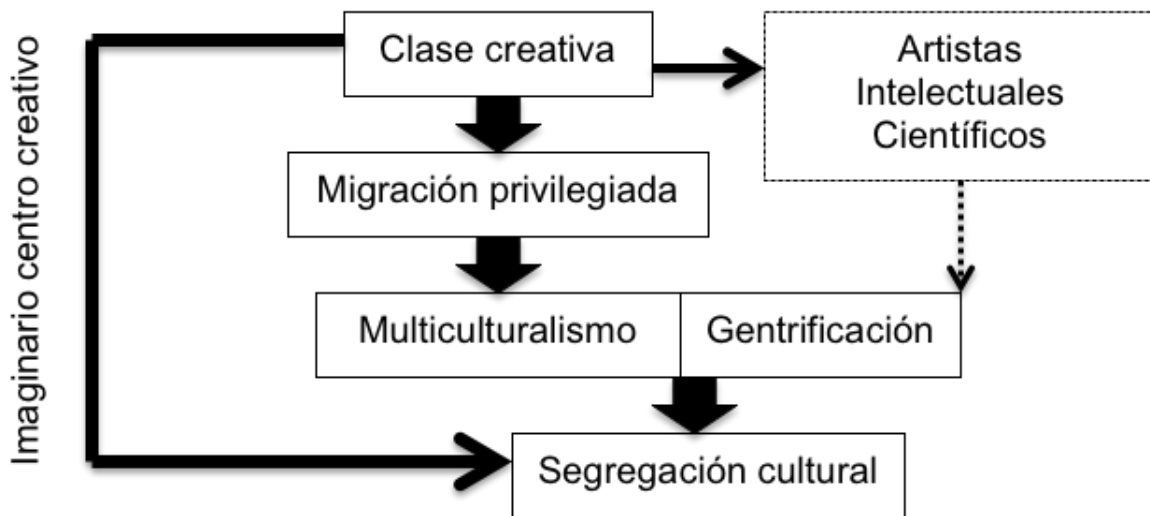 Imaginario centro creativo
Clase creativa
Artistas
Intelectuales
Científicos
Migración privilegiada
Multiculturalismo
Gentrificación
Segregación cultural